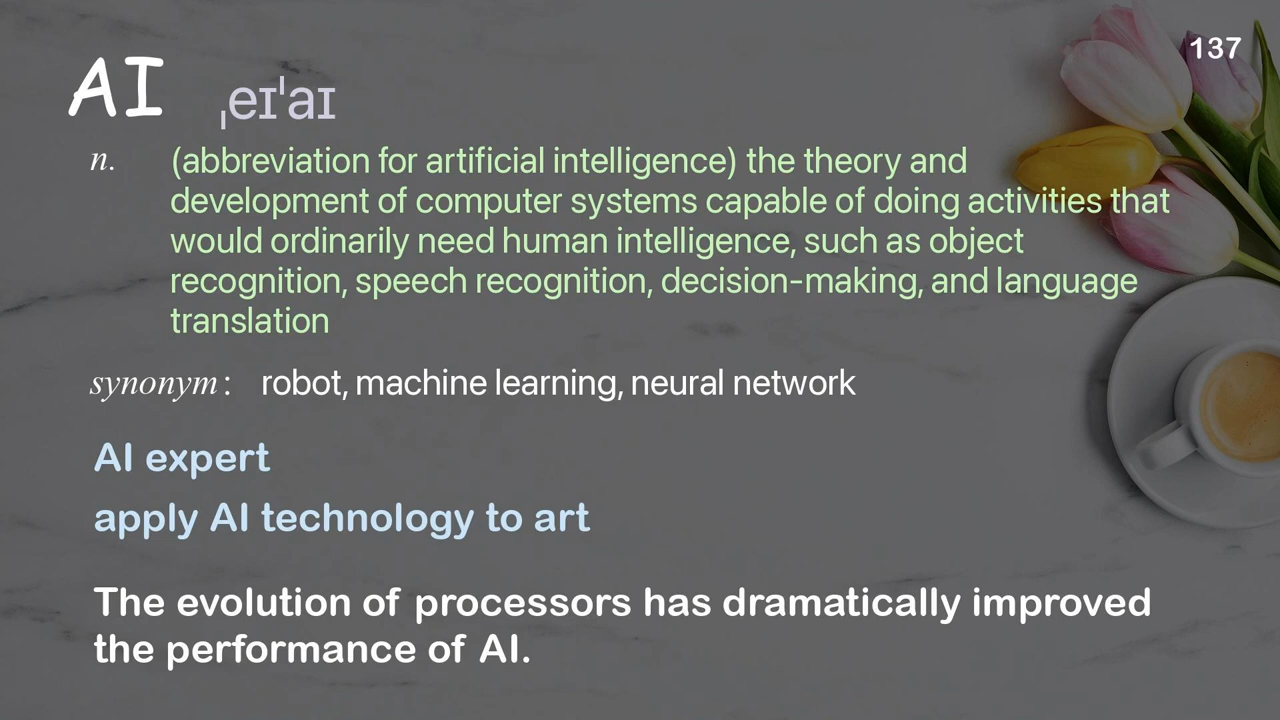 137
AI ˌeɪˈaɪ
n. (abbreviation for artificial intelligence) the theory and
development of computer systems capable of doing activities that
would ordinarily need human intelligence, such as object
recognition, speech recognition, decision-making, and language
translation
synonym: robot, machine learning, neural network
AI expert
apply AI technology to art
The evolution of processors has dramatically improved
the performance of AI.